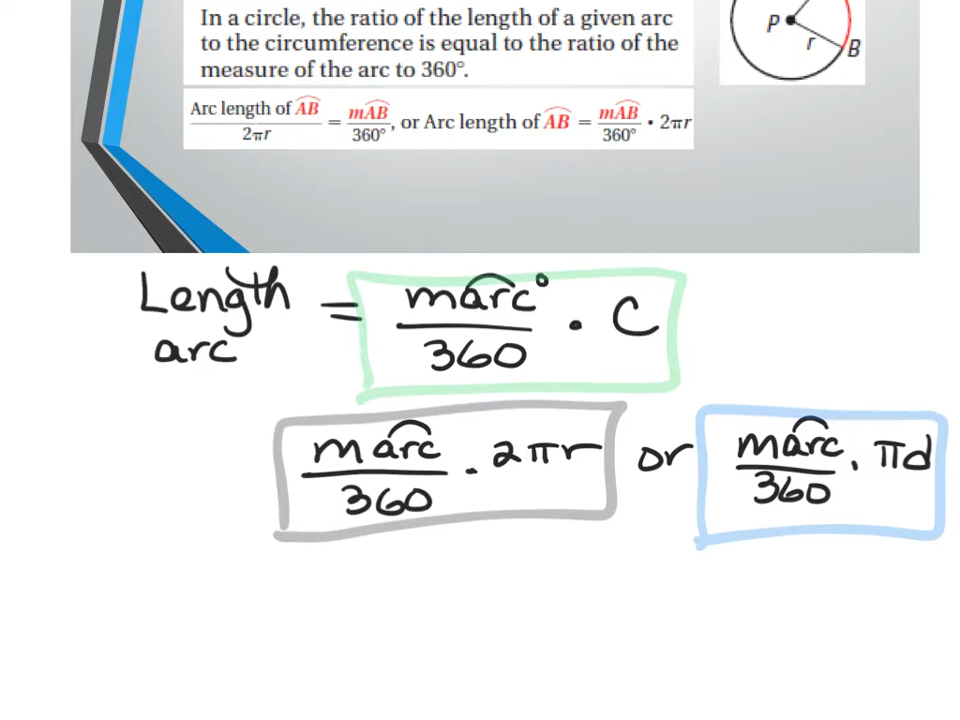 In a circle, the ratio of the length of a given arc
to the circumference is equal to the ratio of the
measure of the arc to 360°.
P r B
Arc length of AB / 2πr = mAB / 360°, or Arc length of AB = mAB / 360° • 2πr
Length arc = marc° / 360 · C
marc / 360 · 2πr or marc / 360 · πd